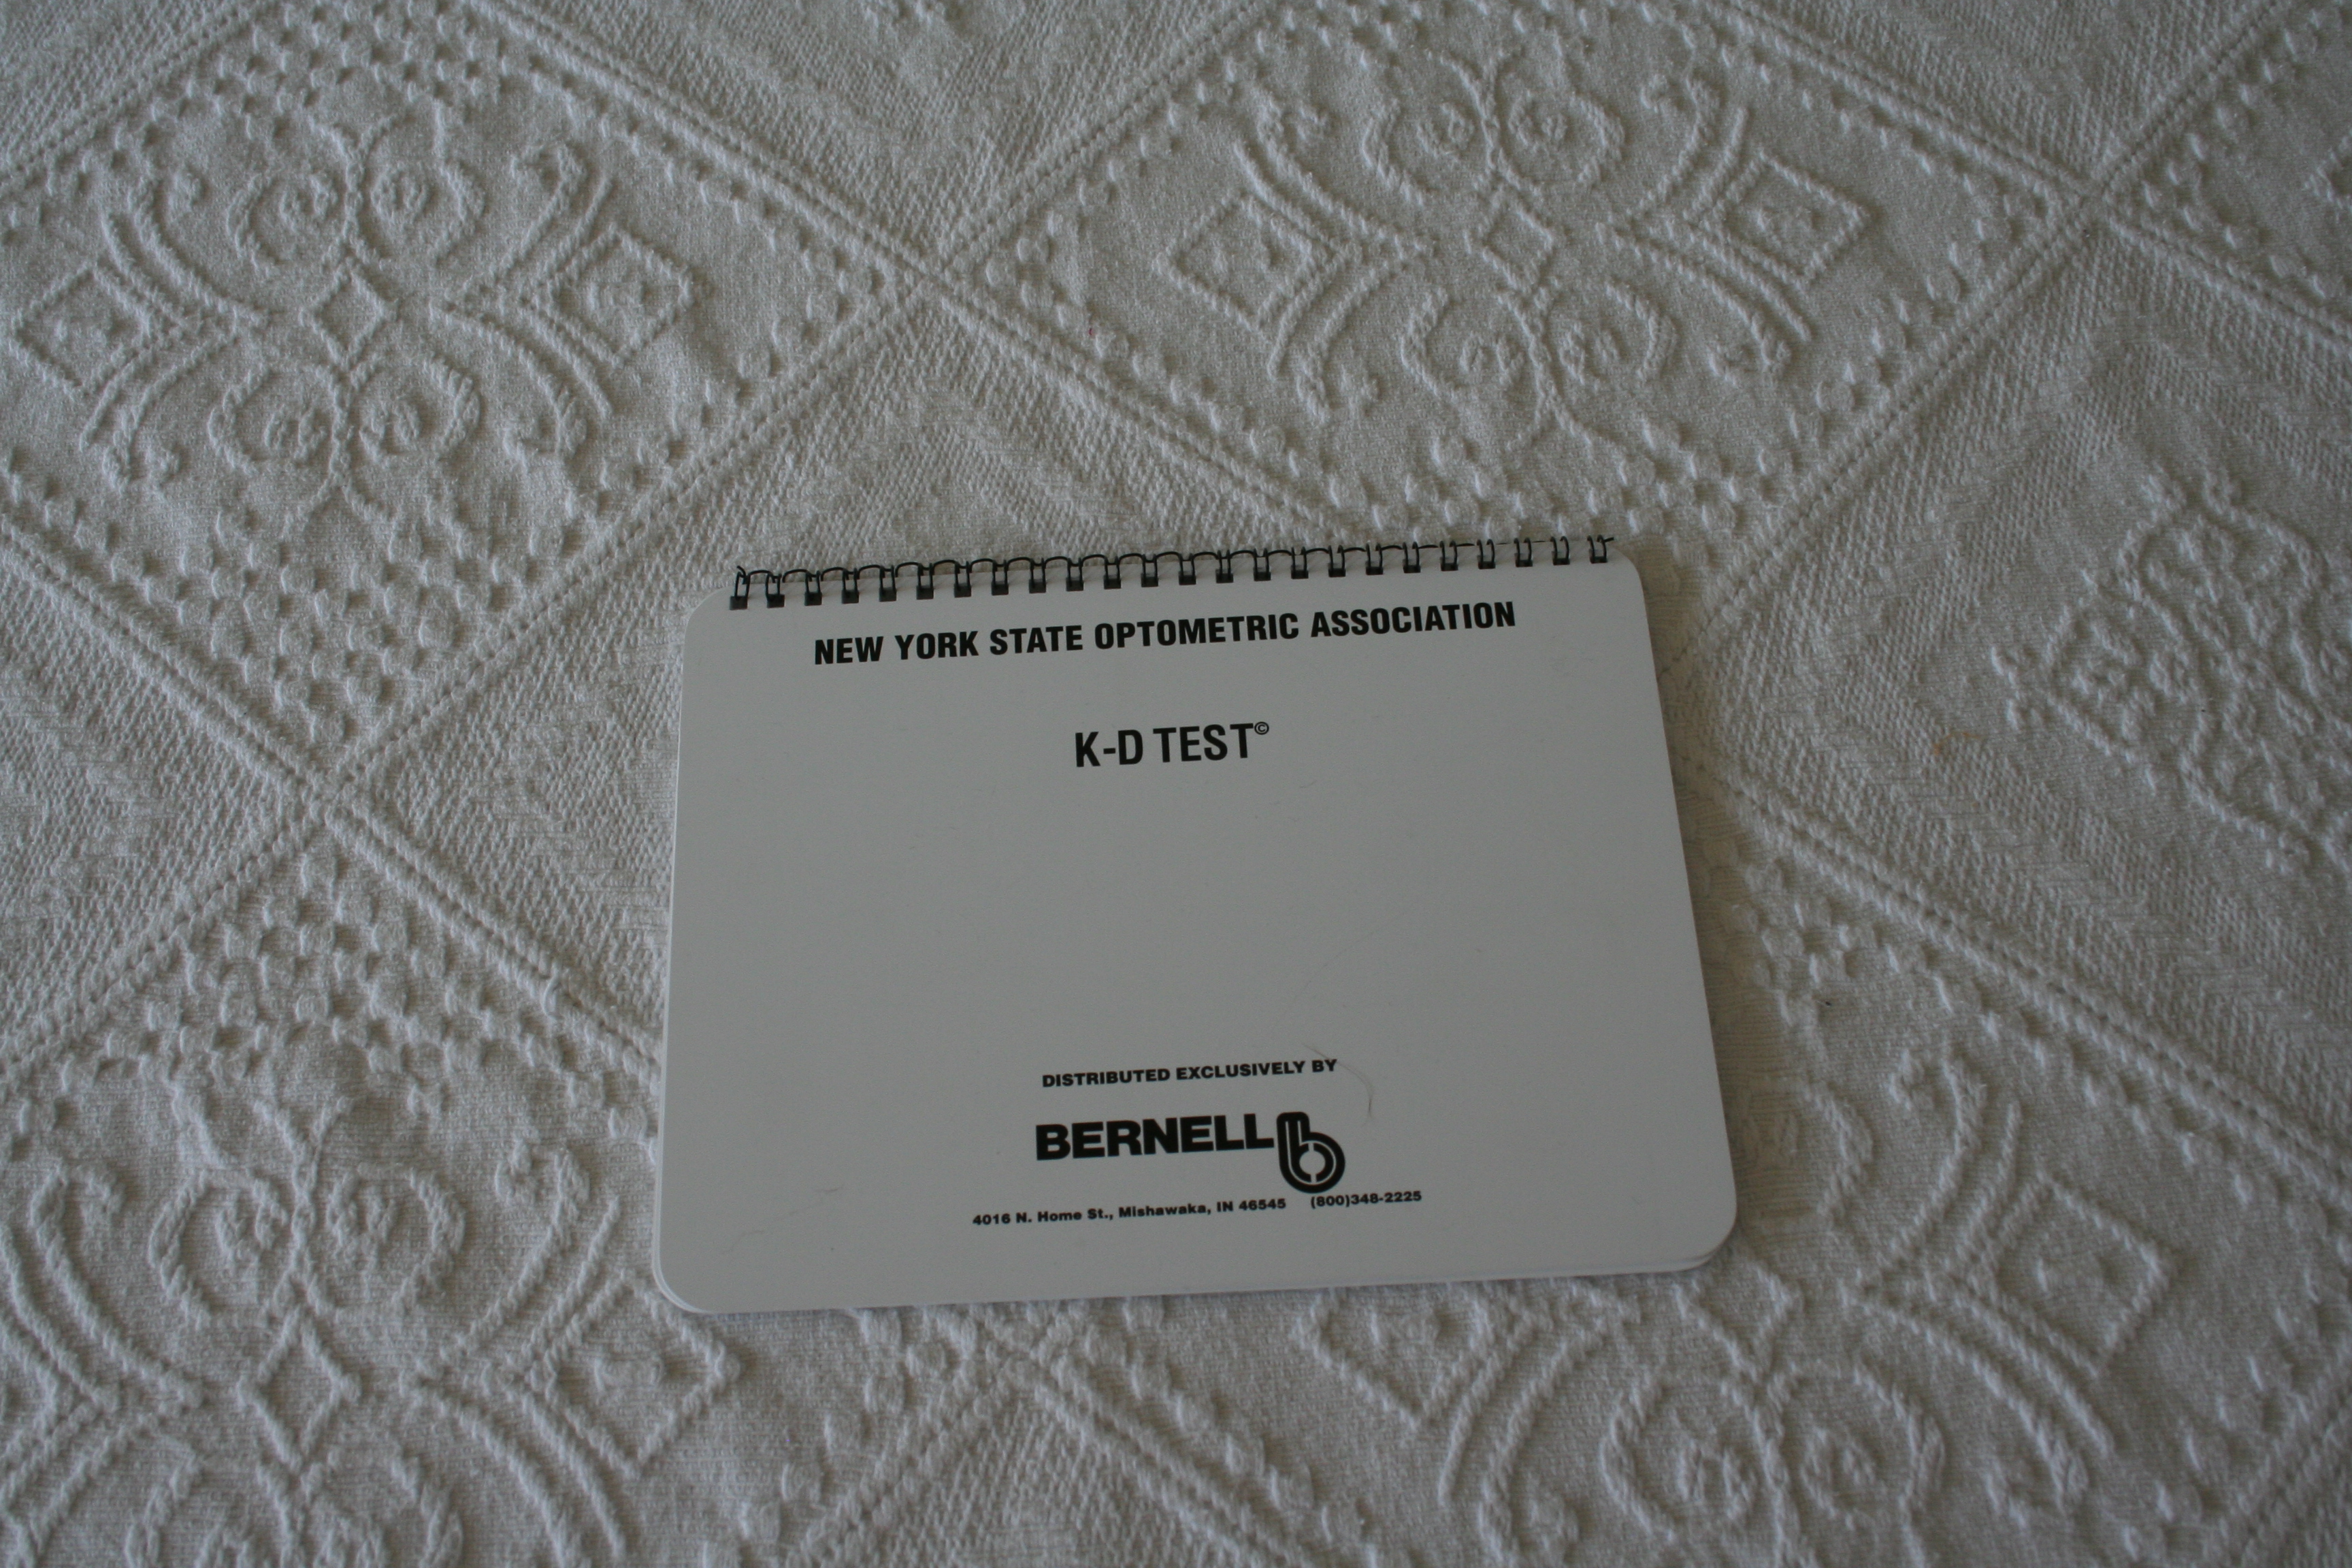 NEW YORK STATE OPTOMETRIC ASSOCIATION
K-D TEST©
DISTRIBUTED EXCLUSIVELY BY
BERNELL b
4016 N. Home St., Mishawaka, IN 46545 (800)348-2225